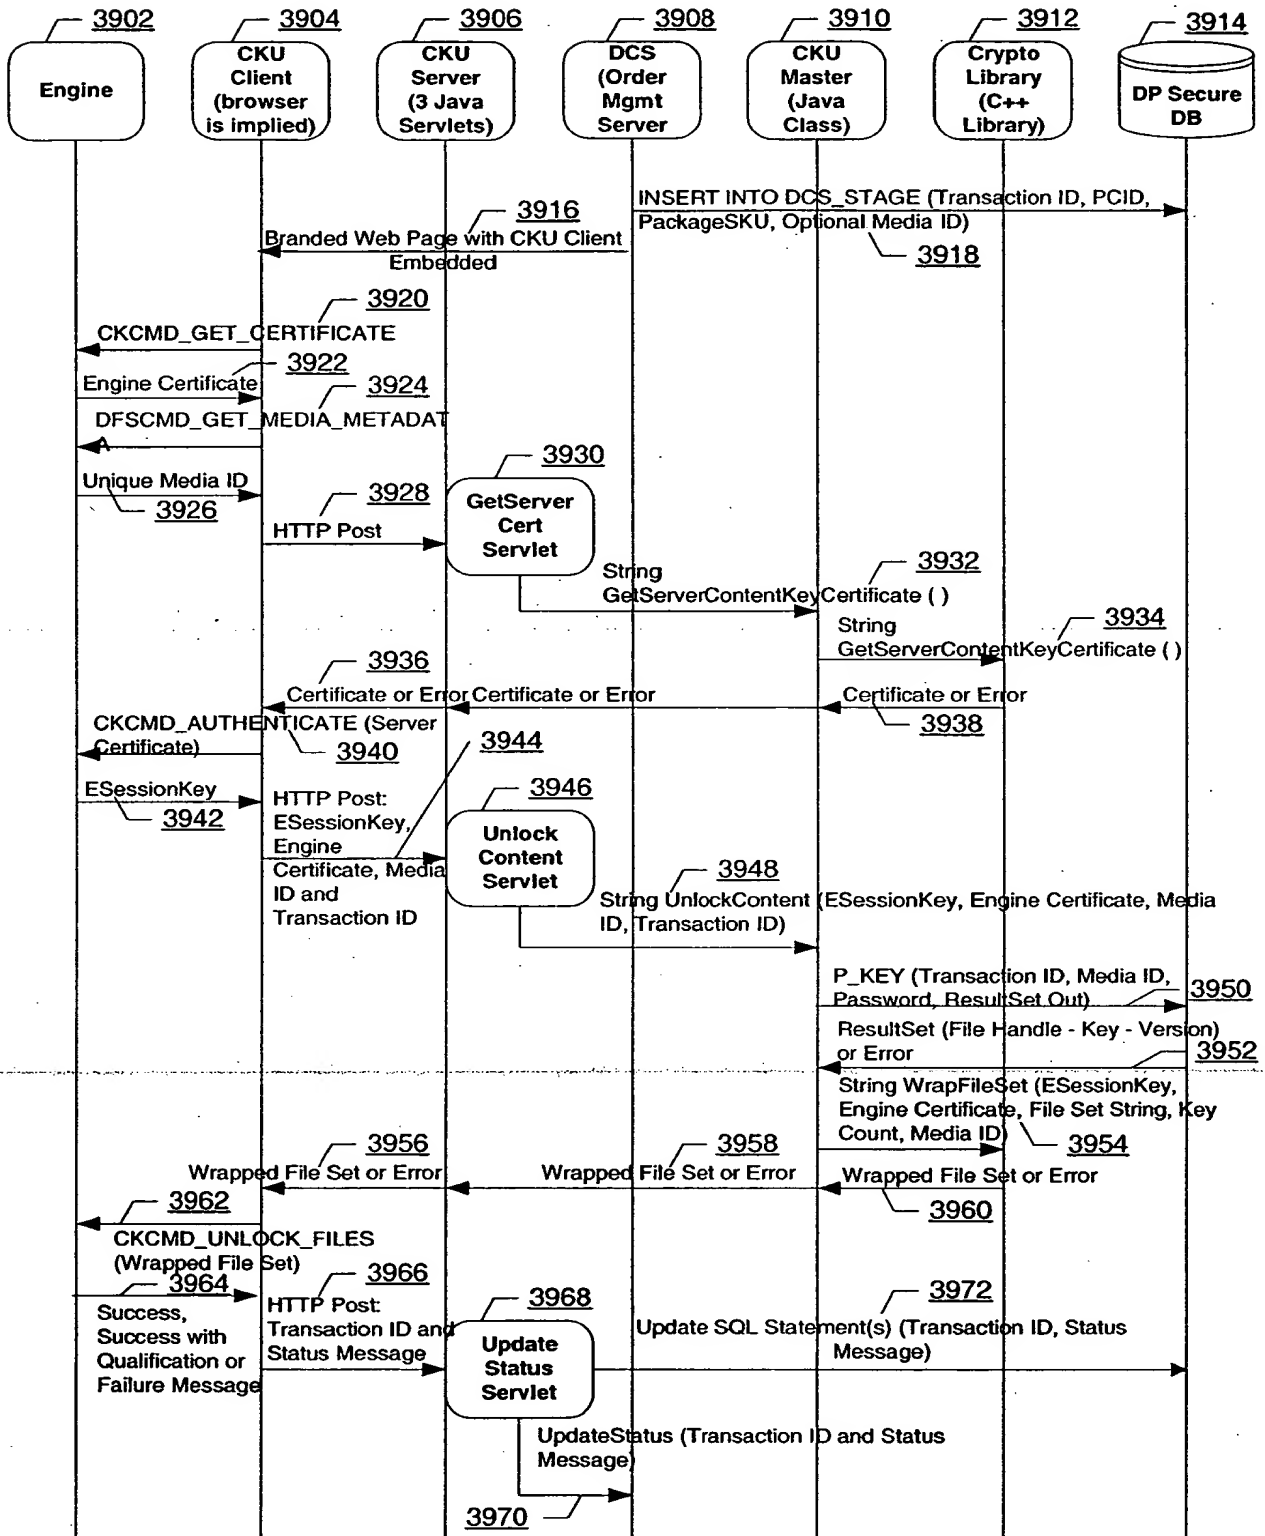 3902
3904
3906
3908
3910
3912
3914
Engine
CKU
Client
(browser
is implied)
CKU
Server
(3 Java
Servlets)
DCS
(Order
Mgmt
Server
CKU
Master
(Java
Class)
Crypto
Library
(C++
Library)
DP Secure
DB
INSERT INTO DCS_STAGE (Transaction ID, PCID,
PackageSKU, Optional Media ID)
3916
3918
Branded Web Page with CKU Client
Embedded
3920
CKCMD_GET_CERTIFICATE
3922
Engine Certificate
3924
DFSCMD_GET_MEDIA_METADAT
A
Unique Media ID
3926
3928
HTTP Post
3930
GetServer
Cert
Servlet
String
GetServerContentKeyCertificate ( )
3932
String
GetServerContentKeyCertificate ( )
3934
3936
Certificate or Error
Certificate or Error
Certificate or Error
3938
CKCMD_AUTHENTICATE (Server
Certificate)
3940
3944
ESessionKey
3942
HTTP Post:
ESessionKey,
Engine
Certificate, Media
ID and
Transaction ID
3946
Unlock
Content
Servlet
3948
String UnlockContent (ESessionKey, Engine Certificate, Media
ID, Transaction ID)
P_KEY (Transaction ID, Media ID,
Password, ResultSet Out)
3950
ResultSet (File Handle - Key - Version)
or Error
3952
String WrapFileSet (ESessionKey,
Engine Certificate, File Set String, Key
Count, Media ID)
3954
3956
Wrapped File Set or Error
3958
Wrapped File Set or Error
Wrapped File Set or Error
3960
3962
CKCMD_UNLOCK_FILES
(Wrapped File Set)
3964
Success,
Success with
Qualification or
Failure Message
3966
HTTP Post:
Transaction ID and
Status Message
3968
Update
Status
Servlet
3972
Update SQL Statement(s) (Transaction ID, Status
Message)
UpdateStatus (Transaction ID and Status
Message)
3970